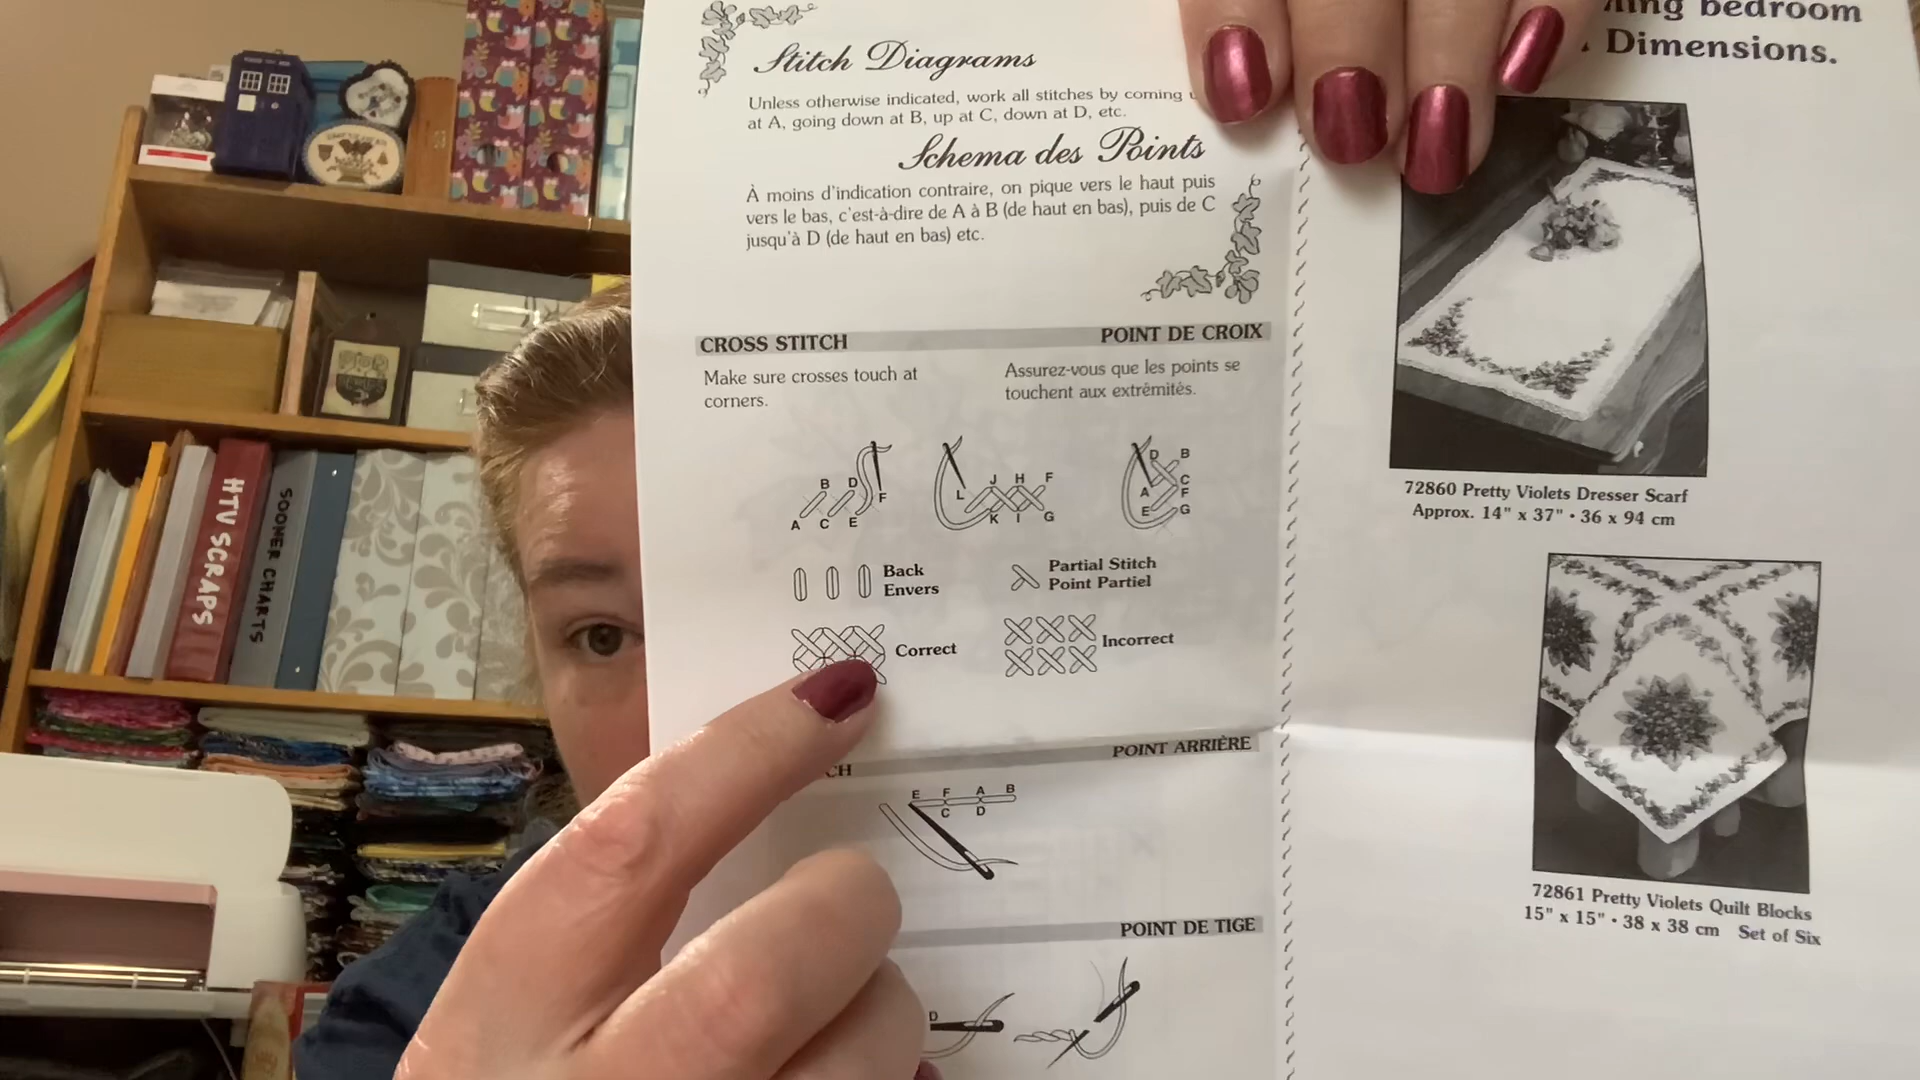 Stitch Diagrams
Unless otherwise indicated, work all stitches by coming
at A, going down at B, up at C, down at D, etc.
Schema des Points
À moins d'indication contraire, on pique vers le haut puis
vers le bas, c'est-à-dire de A à B (de haut en bas), puis de C
jusqu'à D (de haut en bas) etc.
CROSS STITCH
POINT DE CROIX
Make sure crosses touch at
corners.
Assurez-vous que les points se
touchent aux extrémités.
B D
F
A C E
J H F
L
K I G
D B
C
A F
E G
Back
Envers
Partial Stitch
Point Partiel
Correct
Incorrect
CH
POINT ARRIÈRE
E F A B
C D
POINT DE TIGE
D
bedroom
Dimensions.
72860 Pretty Violets Dresser Scarf
Approx. 14" x 37" • 36 x 94 cm
72861 Pretty Violets Quilt Blocks
15" x 15" • 38 x 38 cm Set of Six
HTV SCRAPS
SOONER CHARTS